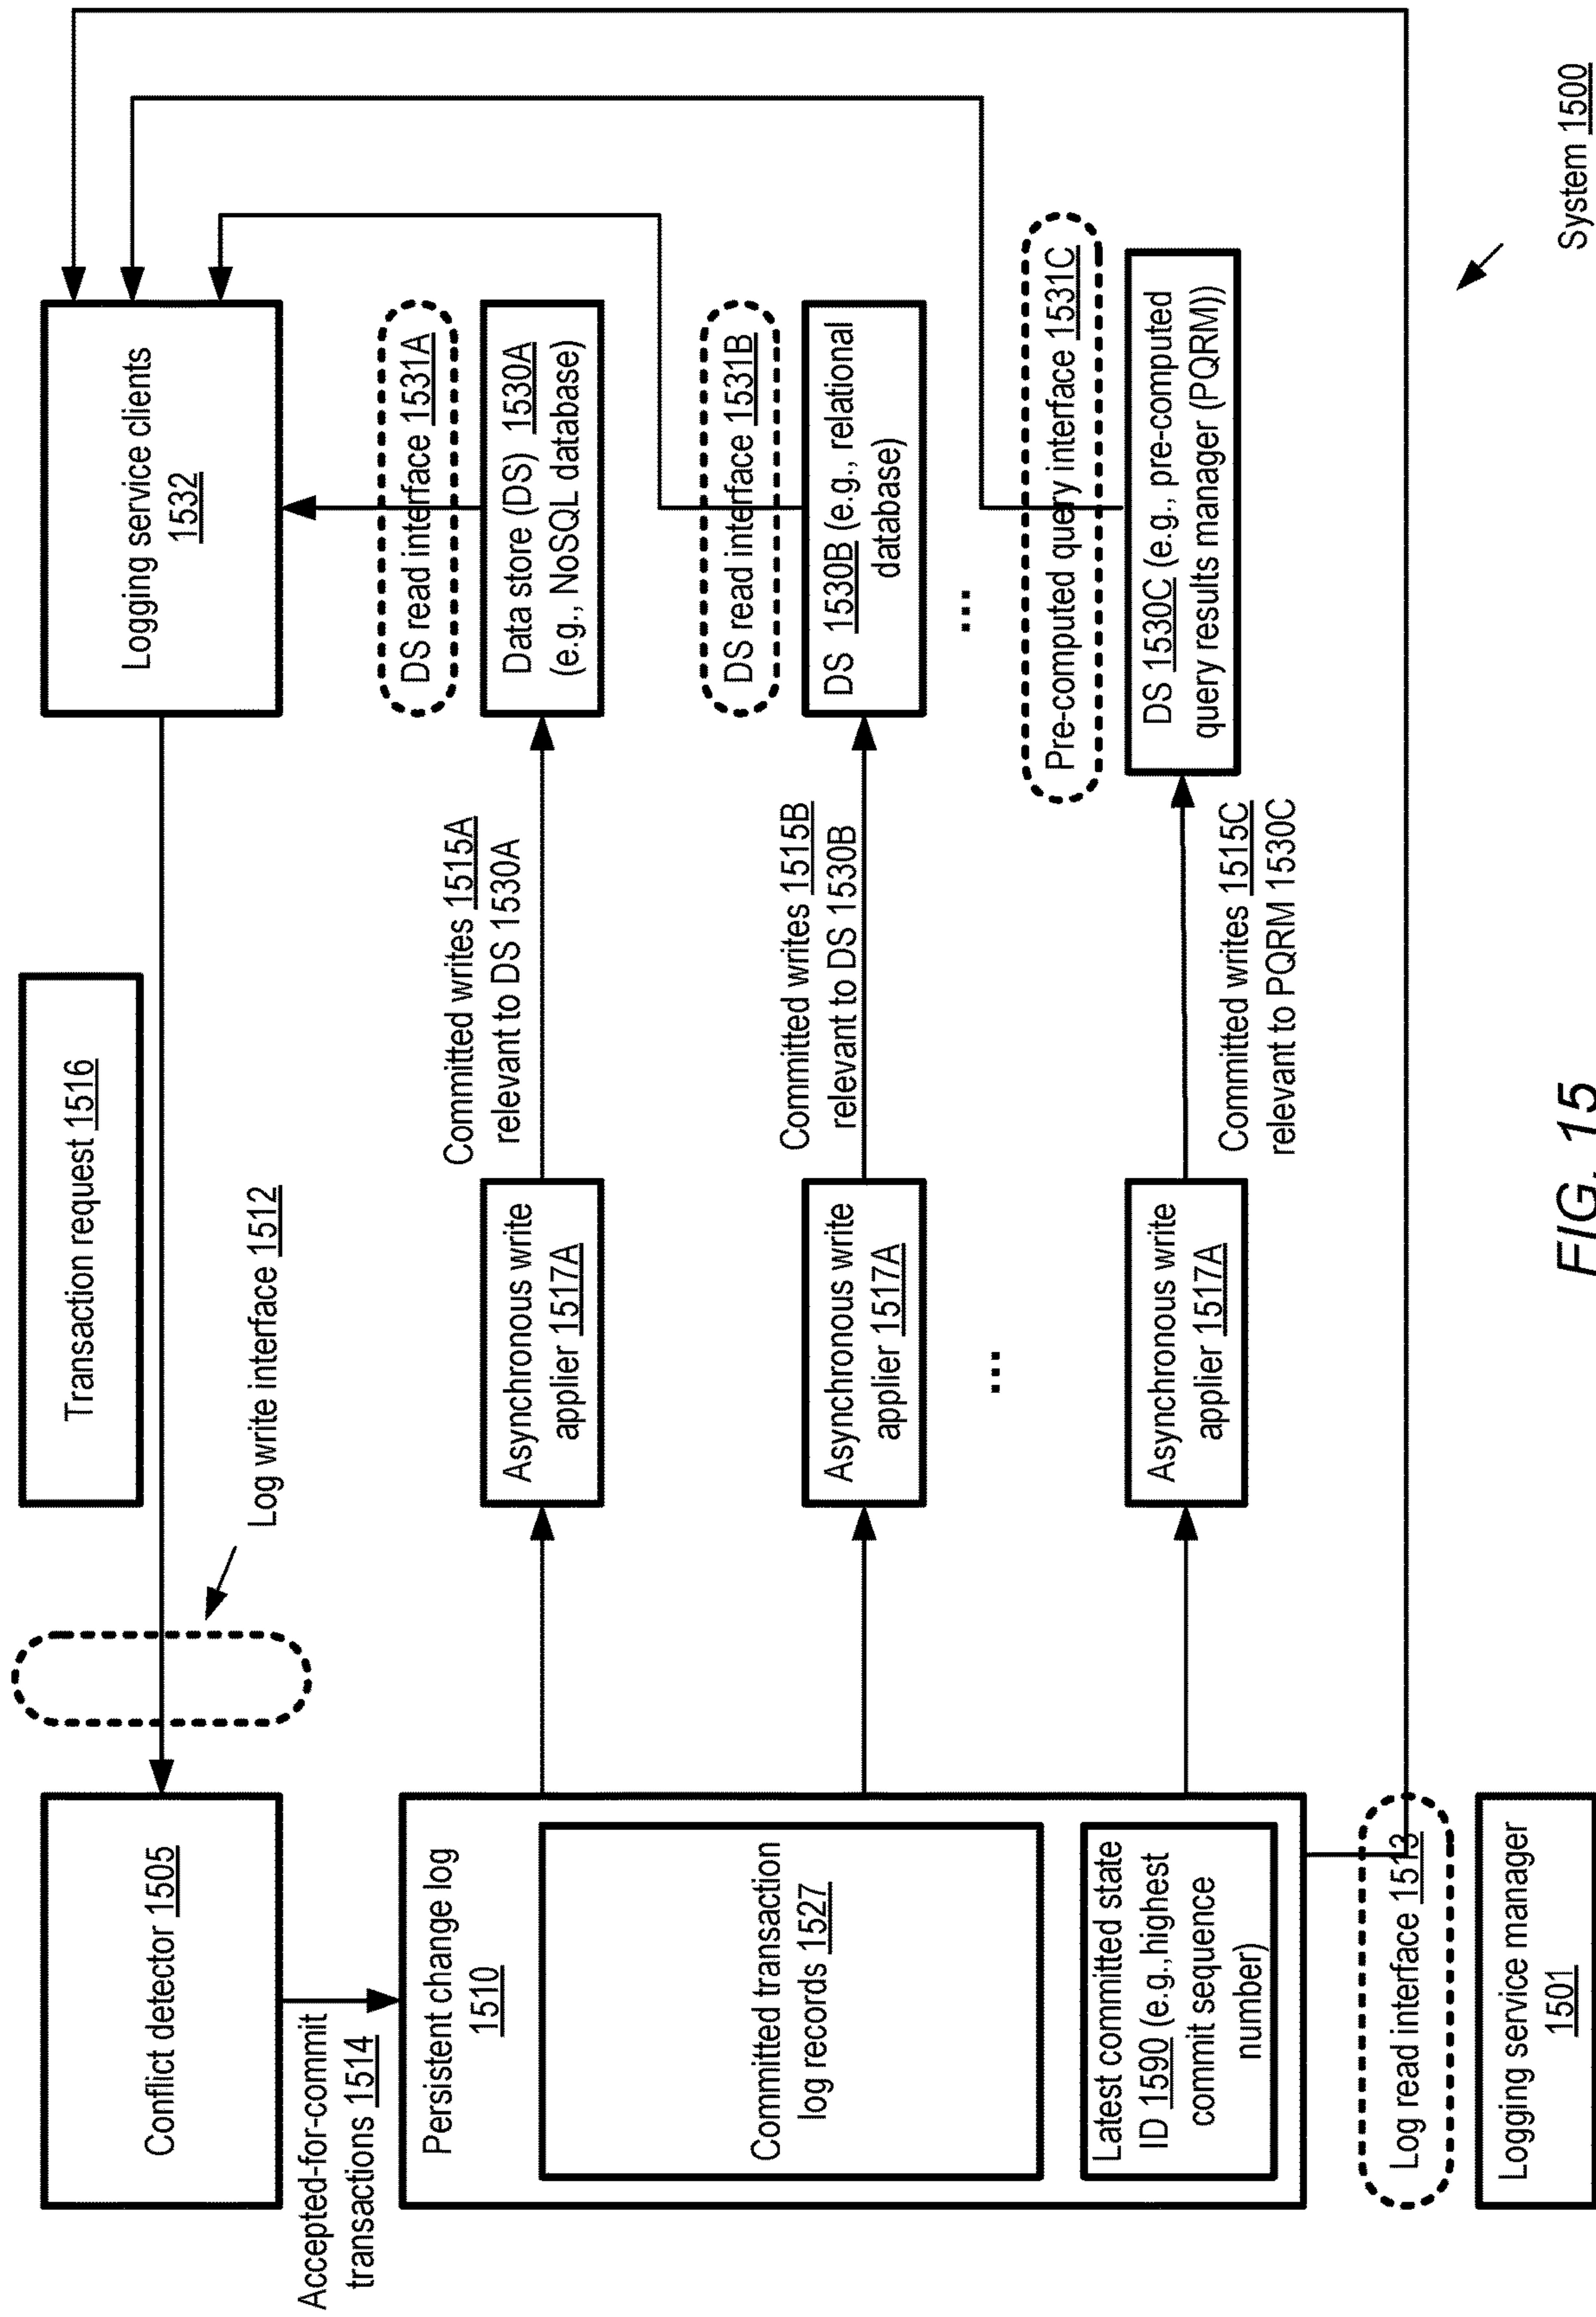 Transaction request 1516
Logging service clients
1532
Conflict detector 1505
Log write interface 1512
Accepted-for-commit
transactions 1514
DS read interface 1531A
Persistent change log
1510
Committed writes 1515A
relevant to DS 1530A
Asynchronous write
applier 1517A
Data store (DS) 1530A
(e.g., NoSQL database)
DS read interface 1531B
Committed transaction
log records 1527
Committed writes 1515B
relevant to DS 1530B
Asynchronous write
applier 1517A
DS 1530B (e.g., relational
database)
...
...
Pre-computed query interface 1531C
Latest committed state
ID 1590 (e.g.,highest
commit sequence
number)
Asynchronous write
applier 1517A
Committed writes 1515C
relevant to PQRM 1530C
DS 1530C (e.g., pre-computed
query results manager (PQRM))
Log read interface 1513
Logging service manager
1501
System 1500
FIG. 15